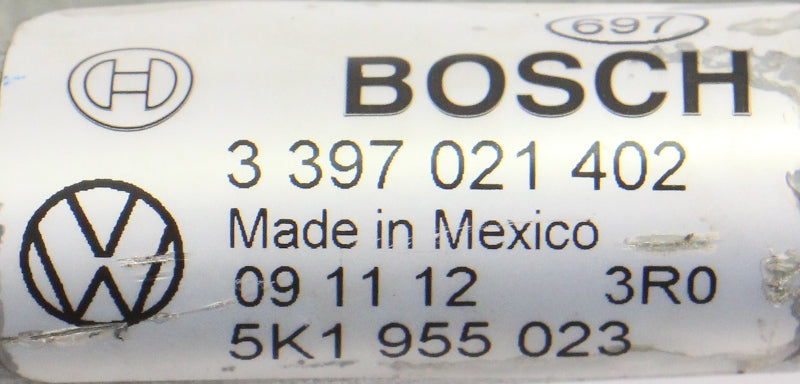 697
BOSCH
3 397 021 402
Made in Mexico
09 11 12 3R0
5K1 955 023